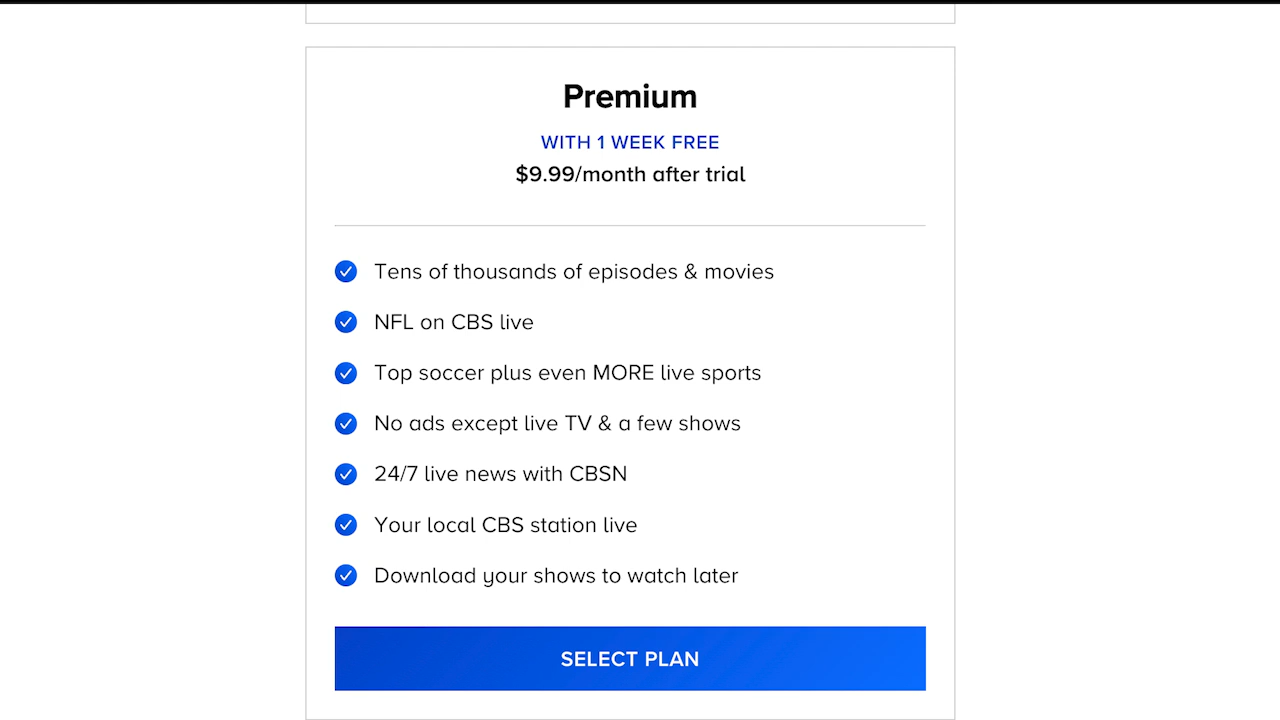 Premium
WITH 1 WEEK FREE
$9.99/month after trial
Tens of thousands of episodes & movies
NFL on CBS live
Top soccer plus even MORE live sports
No ads except live TV & a few shows
24/7 live news with CBSN
Your local CBS station live
Download your shows to watch later
SELECT PLAN